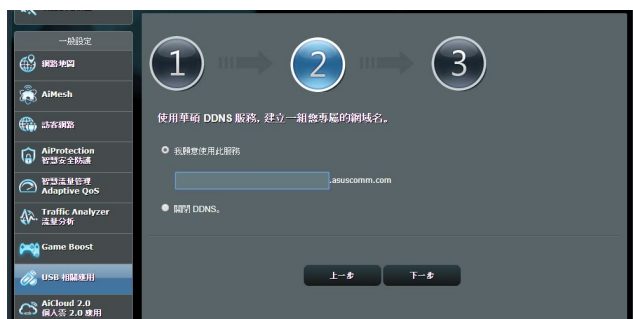 一般設定
網路地圖
AiMesh
訪客網路
AiProtection
智慧安全防護
智慧流量管理
Adaptive QoS
Traffic Analyzer
流量分析
Game Boost
USB 相關應用
AiCloud 2.0
個人雲 2.0 應用
1
2
3
使用華碩 DDNS 服務, 建立一組您專屬的網域名。
我願意使用此服務
.asuscomm.com
關閉 DDNS。
上一步
下一步